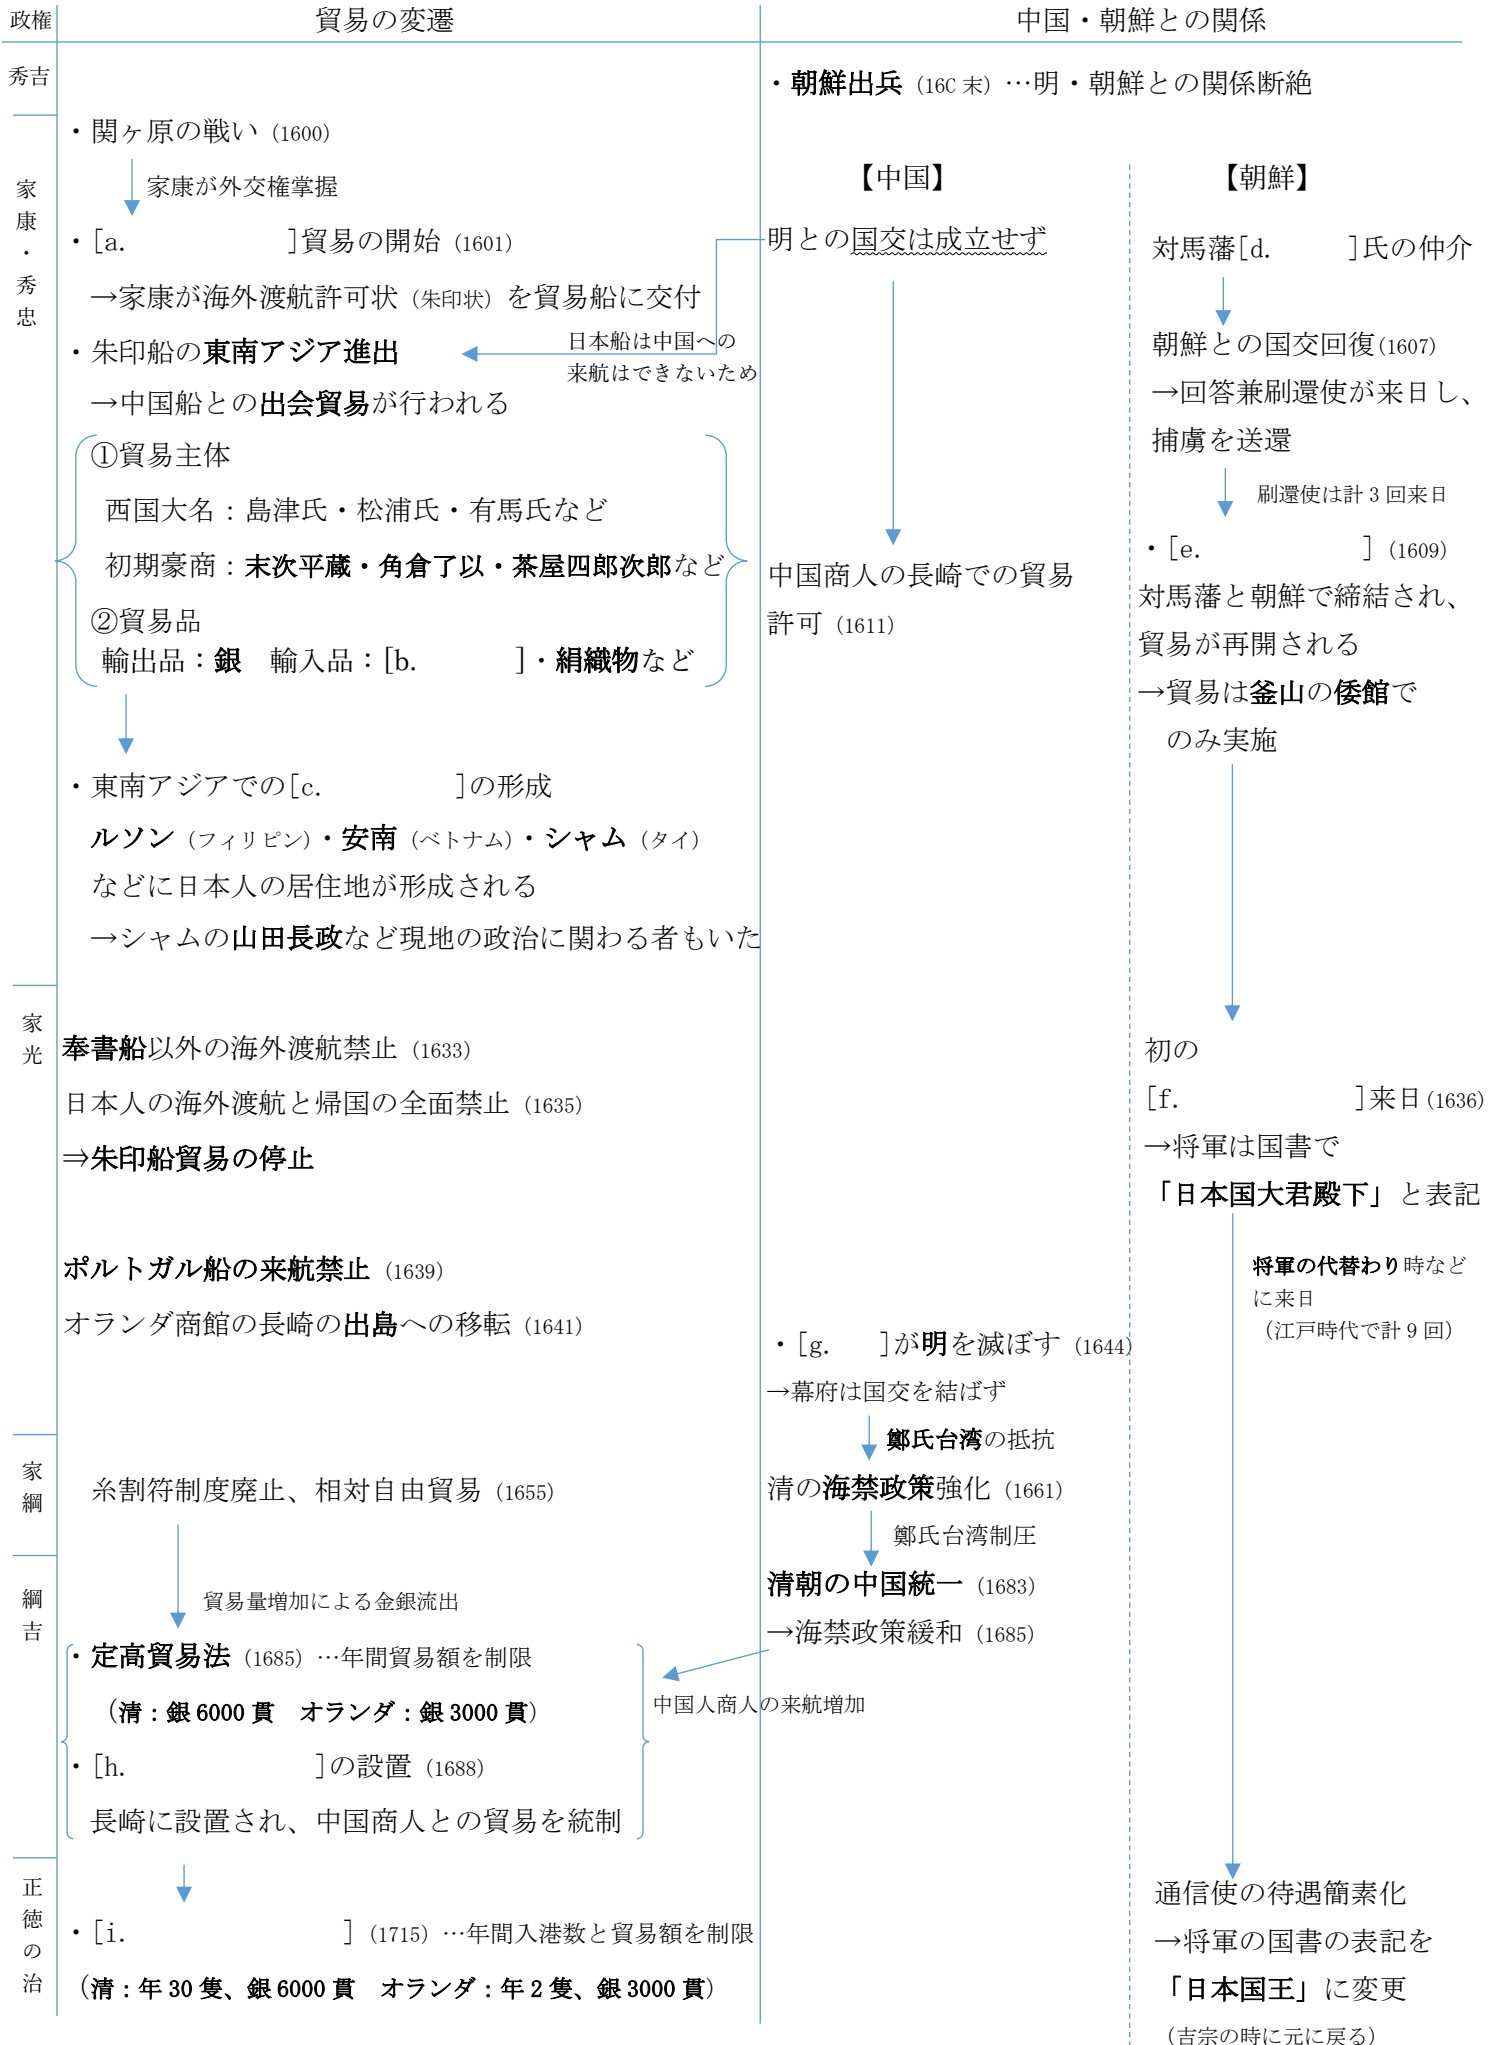 政権
貿易の変遷
中国・朝鮮との関係
秀吉
・朝鮮出兵（16C 末）…明・朝鮮との関係断絶
家康・秀忠
・関ヶ原の戦い（1600）
家康が外交権掌握
・[a.　　　　　　]貿易の開始（1601）
→家康が海外渡航許可状（朱印状）を貿易船に交付
・朱印船の東南アジア進出
日本船は中国への
来航はできないため
→中国船との出会貿易が行われる
①貿易主体
西国大名：島津氏・松浦氏・有馬氏など
初期豪商：末次平蔵・角倉了以・茶屋四郎次郎など
②貿易品
輸出品：銀　輸入品：[b.　　　　]・絹織物など
・東南アジアでの[c.　　　　　]の形成
ルソン（フィリピン）・安南（ベトナム）・シャム（タイ）
などに日本人の居住地が形成される
→シャムの山田長政など現地の政治に関わる者もいた
【中国】
明との国交は成立せず
中国商人の長崎での貿易
許可（1611）
【朝鮮】
対馬藩[d.　　　]氏の仲介
朝鮮との国交回復（1607）
→回答兼刷還使が来日し、
捕虜を送還
刷還使は計 3 回来日
・[e.　　　　　　]（1609）
対馬藩と朝鮮で締結され、
貿易が再開される
→貿易は釜山の倭館で
のみ実施
家光
奉書船以外の海外渡航禁止（1633）
日本人の海外渡航と帰国の全面禁止（1635）
⇒朱印船貿易の停止
ポルトガル船の来航禁止（1639）
オランダ商館の長崎の出島への移転（1641）
・[g.　　]が明を滅ぼす（1644）
→幕府は国交を結ばず
鄭氏台湾の抵抗
初の
[f.　　　　　　　]来日（1636）
→将軍は国書で
「日本国大君殿下」と表記
将軍の代替わり時など
に来日
（江戸時代で計 9 回）
家綱
糸割符制度廃止、相対自由貿易（1655）
清の海禁政策強化（1661）
鄭氏台湾制圧
綱吉
貿易量増加による金銀流出
・定高貿易法（1685）…年間貿易額を制限
（清：銀 6000 貫　オランダ：銀 3000 貫）
・[h.　　　　　　　]の設置（1688）
長崎に設置され、中国商人との貿易を統制
清朝の中国統一（1683）
→海禁政策緩和（1685）
中国人商人の来航増加
正徳の治
・[i.　　　　　　　　]（1715）…年間入港数と貿易額を制限
（清：年 30 隻、銀 6000 貫　オランダ：年 2 隻、銀 3000 貫）
通信使の待遇簡素化
→将軍の国書の表記を
「日本国王」に変更
（吉宗の時に元に戻る）